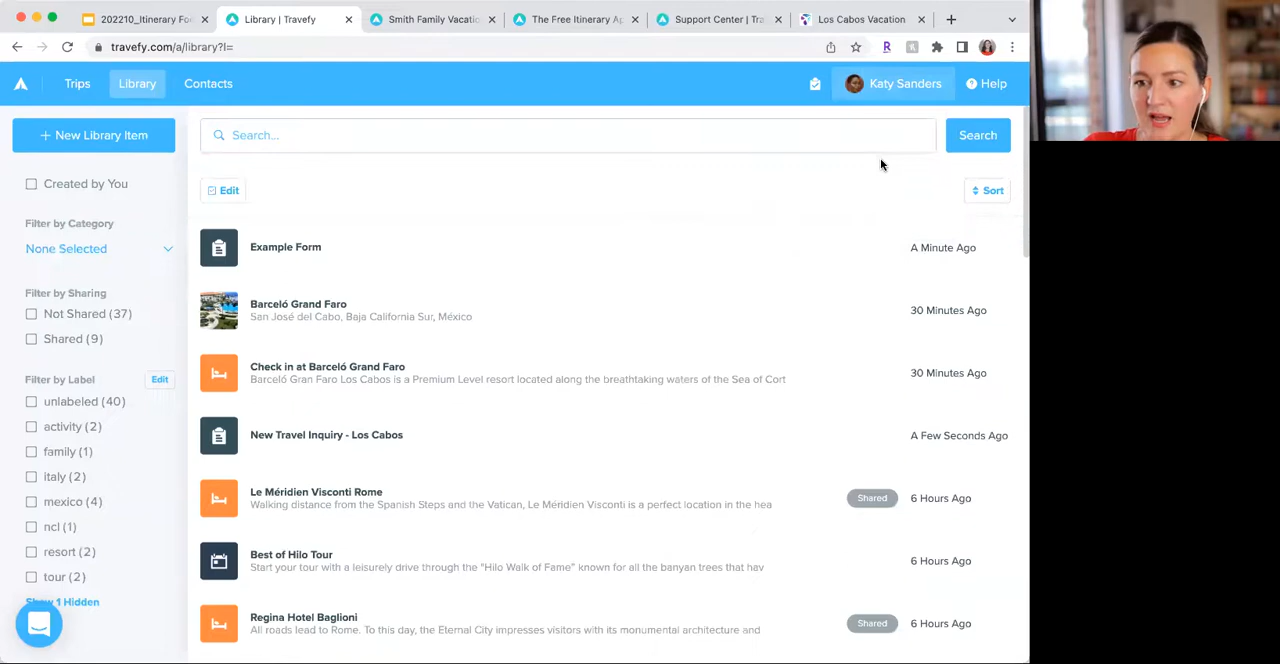 202210_Itinerary For
Library | Travefy
Smith Family Vacatio
The Free Itinerary Ap
Support Center | Tra
Los Cabos Vacation
travefy.com/a/library?l=
Trips
Library
Contacts
Katy Sanders
Help
+ New Library Item
Search...
Search
Created by You
Edit
Sort
Filter by Category
None Selected
Filter by Sharing
Not Shared (37)
Shared (9)
Filter by Label
Edit
unlabeled (40)
activity (2)
family (1)
italy (2)
mexico (4)
ncl (1)
resort (2)
tour (2)
Show 1 Hidden
Example Form
A Minute Ago
Barceló Grand Faro
San José del Cabo, Baja California Sur, México
30 Minutes Ago
Check in at Barceló Grand Faro
Barceló Gran Faro Los Cabos is a Premium Level resort located along the breathtaking waters of the Sea of Cort
30 Minutes Ago
New Travel Inquiry - Los Cabos
A Few Seconds Ago
Le Méridien Visconti Rome
Walking distance from the Spanish Steps and the Vatican, Le Méridien Visconti is a perfect location in the hea
Shared
6 Hours Ago
Best of Hilo Tour
Start your tour with a leisurely drive through the "Hilo Walk of Fame" known for all the banyan trees that hav
6 Hours Ago
Regina Hotel Baglioni
All roads lead to Rome. To this day, the Eternal City impresses visitors with its monumental architecture and
Shared
6 Hours Ago